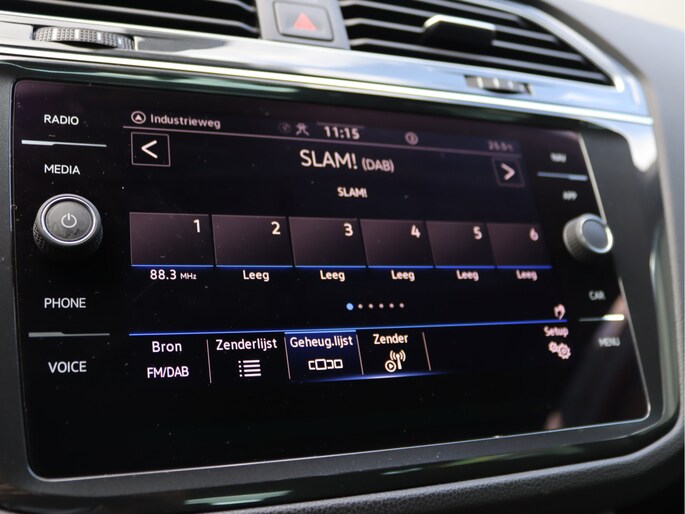 RADIO
MEDIA
PHONE
VOICE
Industrieweg
11:15
SLAM! (DAB)
SLAM!
1 2 3 4 5 6
88.3 MHz Leeg Leeg Leeg Leeg Leeg
Bron
FM/DAB
Zenderlijst
Geheug.lijst
Zender
Setup
NAV
APP
CAR
MENU